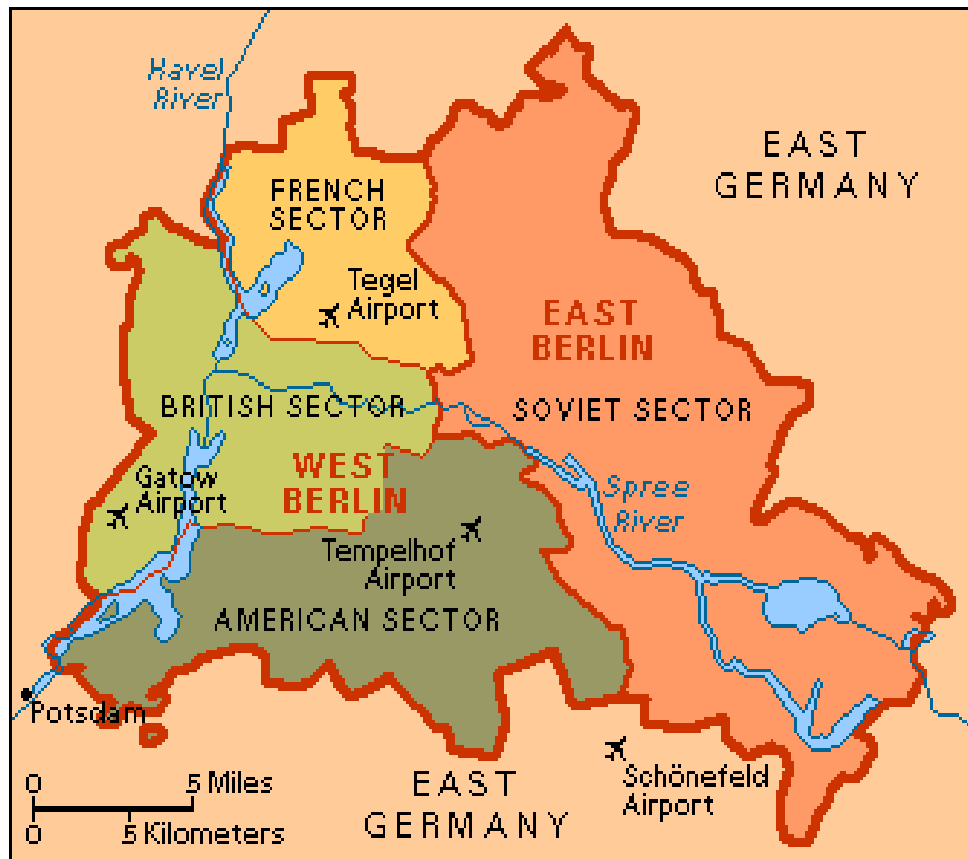 Havel
River
EAST
GERMANY
FRENCH
SECTOR
Tegel
Airport
EAST
BERLIN
BRITISH SECTOR
SOVIET SECTOR
WEST
BERLIN
Gatow
Airport
Spree
River
Tempelhof
Airport
AMERICAN SECTOR
Potsdam
EAST
GERMANY
Schönefeld
Airport
0 5 Miles
0 5 Kilometers